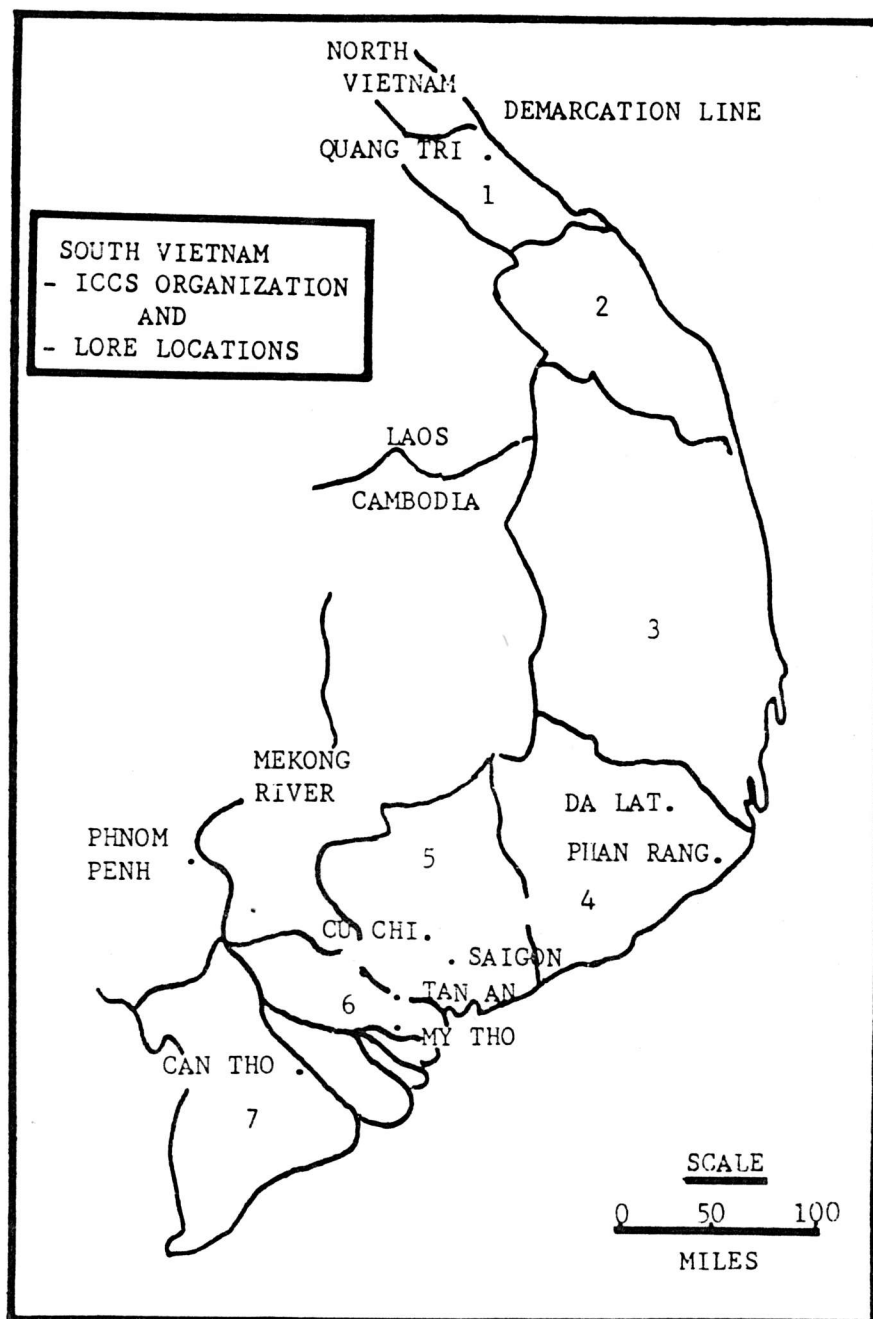 NORTH
VIETNAM
DEMARCATION LINE
QUANG TRI
1
SOUTH VIETNAM
- ICCS ORGANIZATION
AND
- LORE LOCATIONS
2
LAOS
CAMBODIA
3
MEKONG
RIVER
DA LAT.
PHNOM
PENH
PHAN RANG.
5
4
CU CHI.
SAIGON
TAN AN
6
MY THO
CAN THO
7
SCALE
0 50 100
MILES